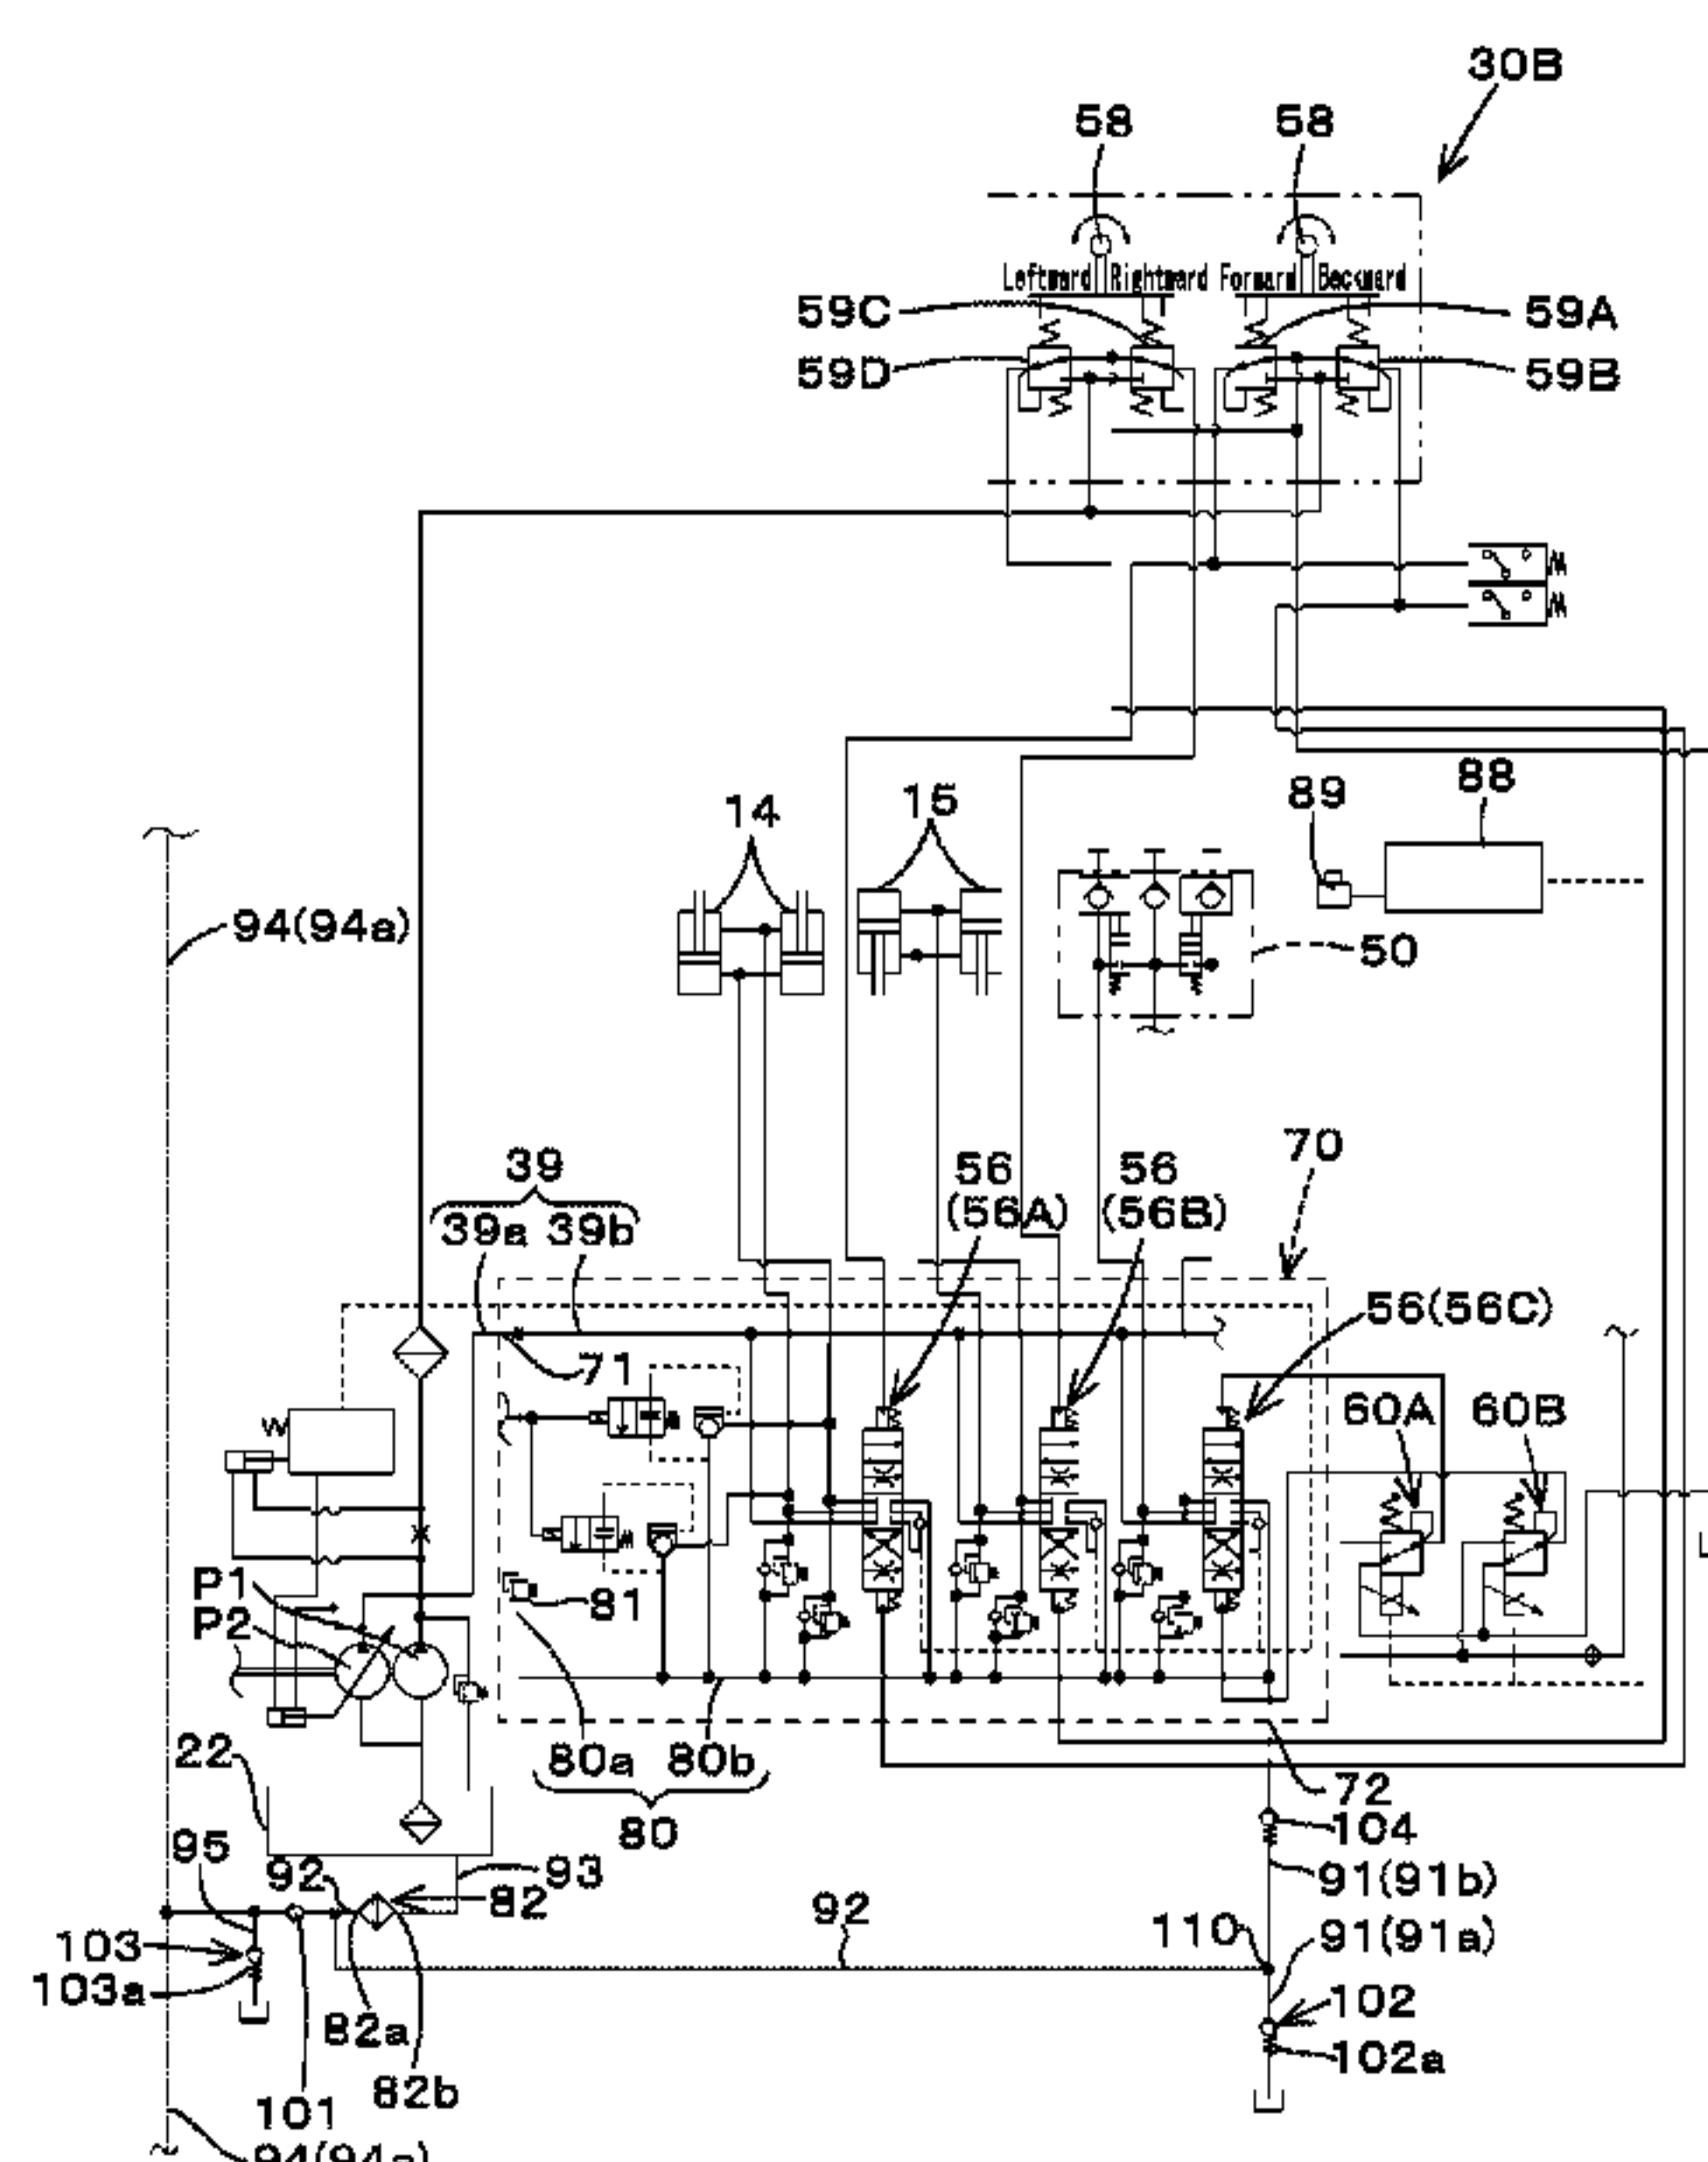 30B
58 58
Leftward Rightward Forward Backward
59C 59A
59D 59B
88
89
14 15
94(94a)
50
70
39 56 56
39a 39b (56A) (56B)
56(56C)
71
60A 60B
W
P1 81
P2
22 80a 80b
72
80 104
95
92 93 91(91b)
82
92
110 91(91a)
103
103a 102
82a
102a
82b
101
94(94a)